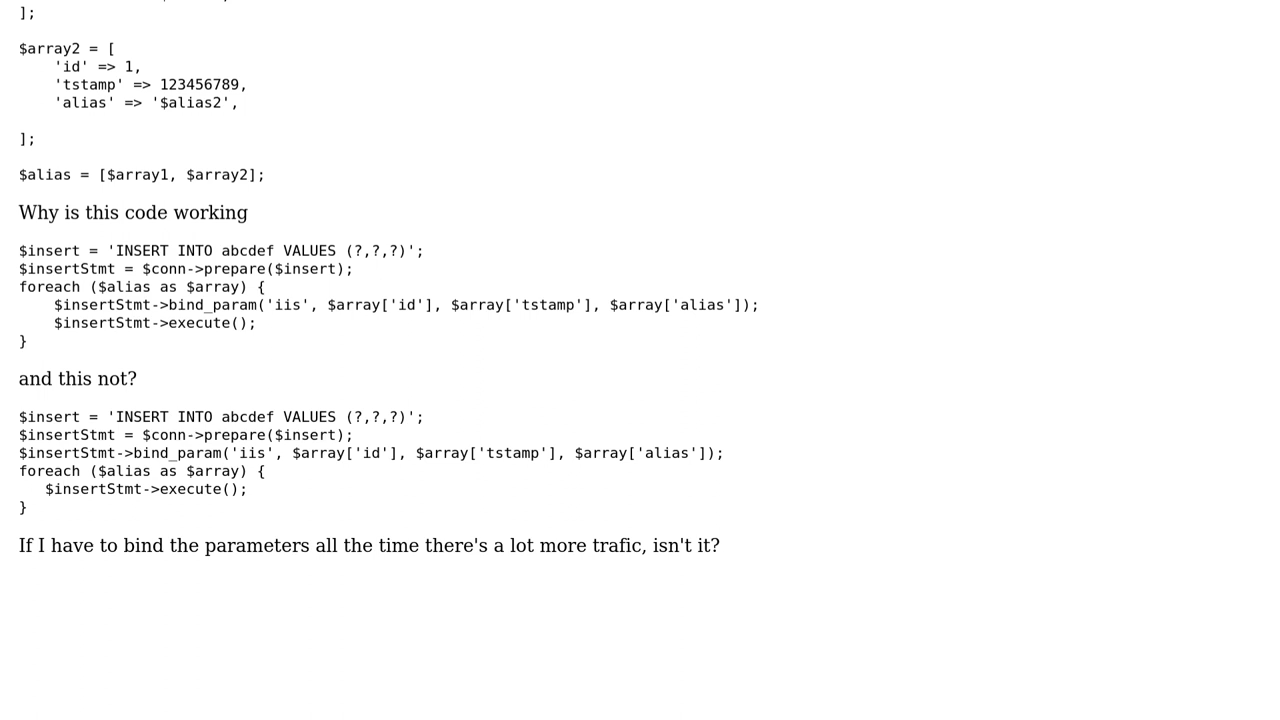 ];
$array2 = [
    'id' => 1,
    'tstamp' => 123456789,
    'alias' => '$alias2',
];
$alias = [$array1, $array2];
Why is this code working
$insert = 'INSERT INTO abcdef VALUES (?,?,?)';
$insertStmt = $conn->prepare($insert);
foreach ($alias as $array) {
    $insertStmt->bind_param('iis', $array['id'], $array['tstamp'], $array['alias']);
    $insertStmt->execute();
}
and this not?
$insert = 'INSERT INTO abcdef VALUES (?,?,?)';
$insertStmt = $conn->prepare($insert);
$insertStmt->bind_param('iis', $array['id'], $array['tstamp'], $array['alias']);
foreach ($alias as $array) {
   $insertStmt->execute();
}
If I have to bind the parameters all the time there's a lot more trafic, isn't it?